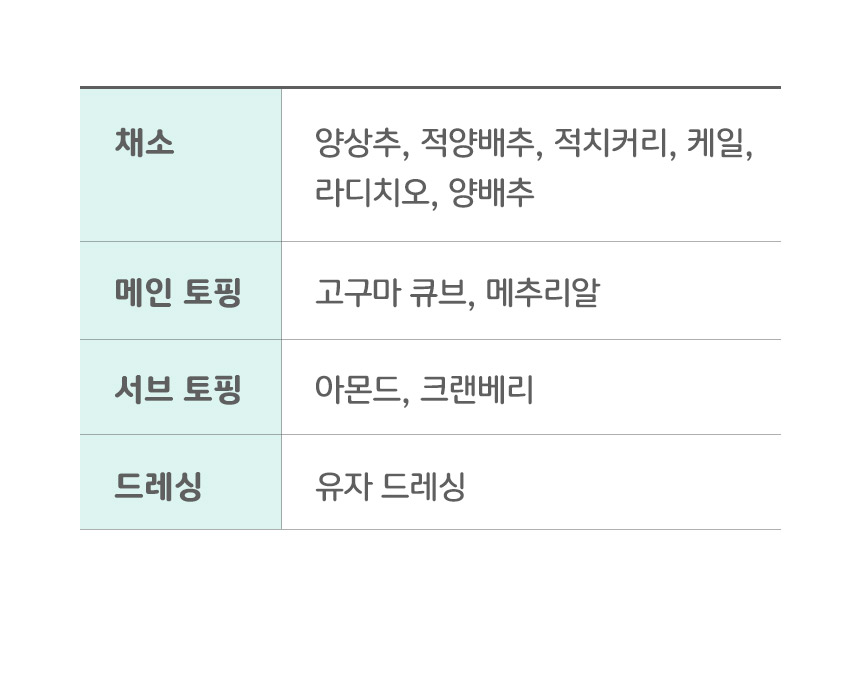 채소
양상추, 적양배추, 적치커리, 케일,
라디치오, 양배추
메인 토핑
고구마 큐브, 메추리알
서브 토핑
아몬드, 크랜베리
드레싱
유자 드레싱